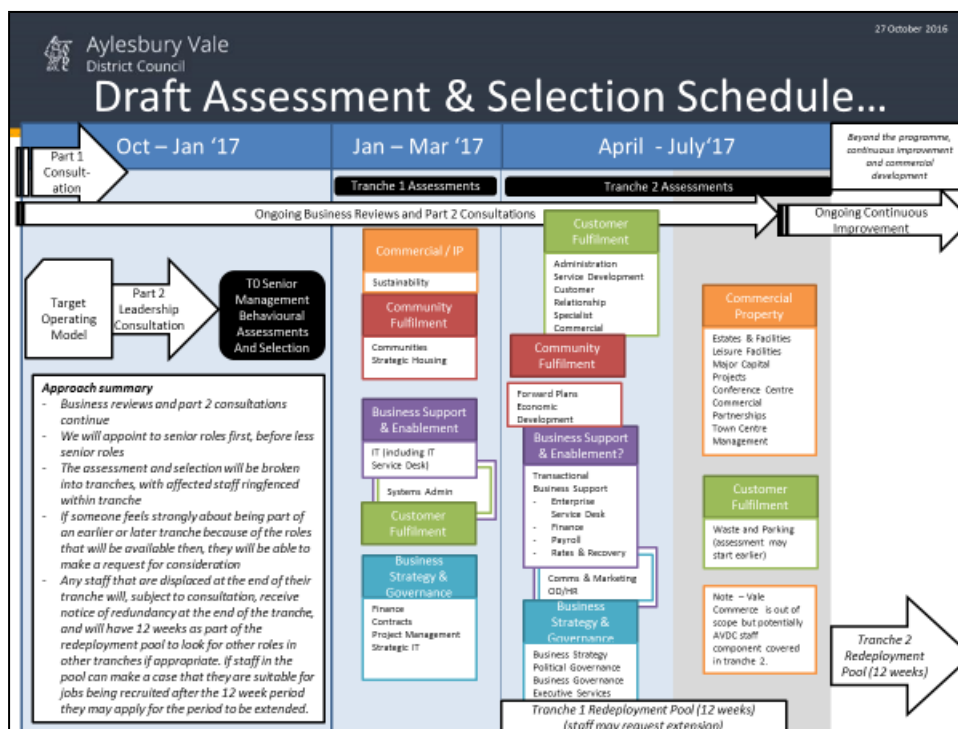 27 October 2016
Aylesbury Vale
District Council
Draft Assessment & Selection Schedule...
Oct – Jan '17
Jan – Mar '17
April - July'17
Beyond the programme,
continuous improvement
and commercial
development
Part 1
Consult-
ation
Tranche 1 Assessments
Tranche 2 Assessments
Ongoing Business Reviews and Part 2 Consultations
Ongoing Continuous
Improvement
Target
Operating
Model
Part 2
Leadership
Consultation
T0 Senior
Management
Behavioural
Assessments
And Selection
Approach summary
- Business reviews and part 2 consultations
continue
- We will appoint to senior roles first, before less
senior roles
- The assessment and selection will be broken
into tranches, with affected staff ringfenced
within tranche
- If someone feels strongly about being part of
an earlier or later tranche because of the roles
that will be available then, they will be able to
make a request for consideration
- Any staff that are displaced at the end of their
tranche will, subject to consultation, receive
notice of redundancy at the end of the tranche,
and will have 12 weeks as part of the
redeployment pool to look for other roles in
other tranches if appropriate. If staff in the
pool can make a case that they are suitable for
jobs being recruited after the 12 week period
they may apply for the period to be extended.
Commercial / IP
Sustainability
Community
Fulfilment
Communities
Strategic Housing
Business Support
& Enablement
IT (including IT
Service Desk)
Systems Admin
Customer
Fulfilment
Business
Strategy &
Governance
Finance
Contracts
Project Management
Strategic IT
Customer
Fulfilment
Administration
Service Development
Customer
Relationship
Specialist
Commercial
Community
Fulfilment
Forward Plans
Economic
Development
Business Support
& Enablement?
Transactional
Business Support
- Enterprise
Service Desk
- Finance
- Payroll
- Rates & Recovery
Comms & Marketing
OD/HR
Business
Strategy &
Governance
Business Strategy
Political Governance
Business Governance
Executive Services
Tranche 1 Redeployment Pool (12 weeks)
(staff may request extension)
Commercial
Property
Estates & Facilities
Leisure Facilities
Major Capital
Projects
Conference Centre
Commercial
Partnerships
Town Centre
Management
Customer
Fulfilment
Waste and Parking
(assessment may
start earlier)
Note – Vale
Commerce is out of
scope but potentially
AVDC staff
component covered
in tranche 2.
Tranche 2
Redeployment
Pool (12 weeks)